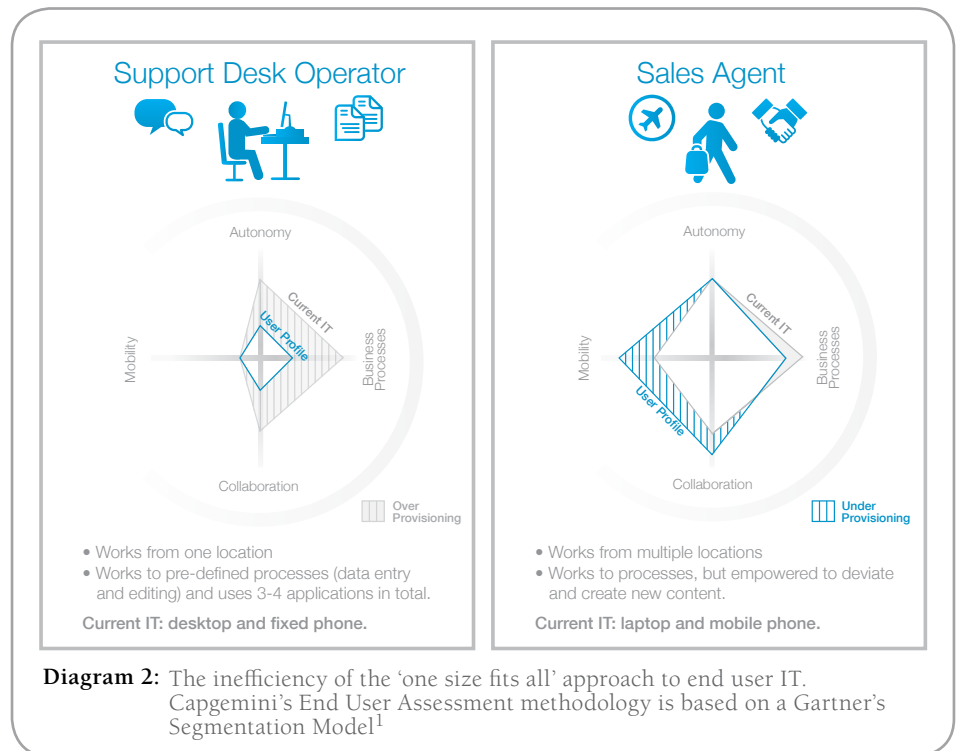 Support Desk Operator
Autonomy
Current IT
User Profile
Mobility
Business
Processes
Collaboration
Over
Provisioning
• Works from one location
• Works to pre-defined processes (data entry
and editing) and uses 3-4 applications in total.
Current IT: desktop and fixed phone.
Sales Agent
Autonomy
Current IT
Mobility
Business
Processes
User Profile
Collaboration
Under
Provisioning
• Works from multiple locations
• Works to processes, but empowered to deviate
and create new content.
Current IT: laptop and mobile phone.
Diagram 2: The inefficiency of the ‘one size fits all’ approach to end user IT.
Capgemini’s End User Assessment methodology is based on a Gartner’s
Segmentation Model1